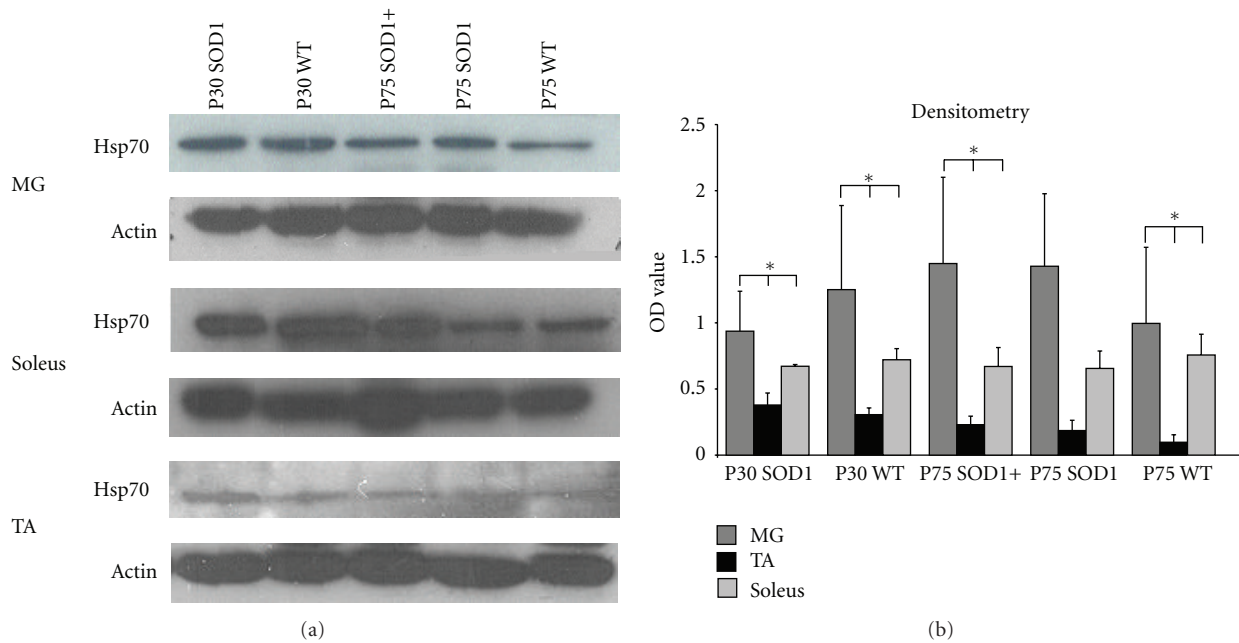 P30 SOD1
P30 WT
P75 SOD1+
P75 SOD1
P75 WT
Hsp70
MG
Actin
Hsp70
Soleus
Actin
Hsp70
TA
Actin
(a)
Densitometry
2.5
2
1.5
1
0.5
0
OD value
*
*
*
*
P30 SOD1
P30 WT
P75 SOD1+
P75 SOD1
P75 WT
MG
TA
Soleus
(b)